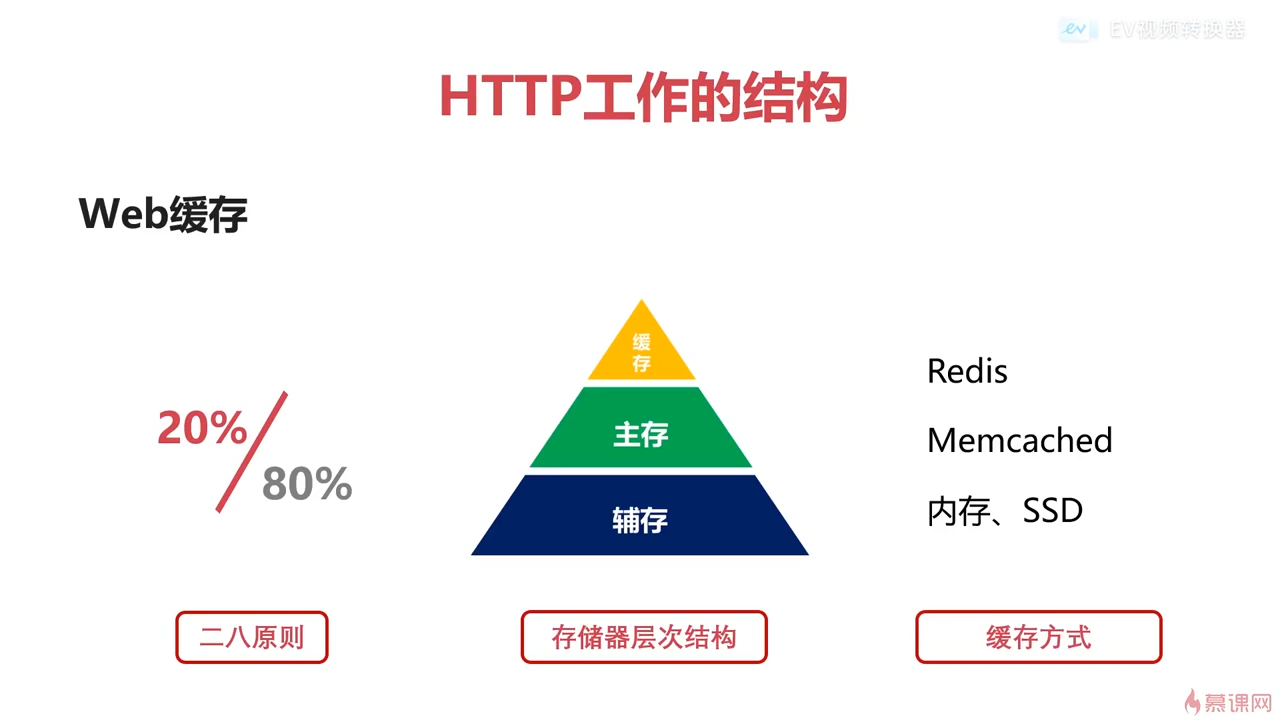 EV视频转换器
HTTP工作的结构
Web缓存
20%
80%
二八原则
缓
存
主存
辅存
存储器层次结构
Redis
Memcached
内存、SSD
缓存方式
慕课网